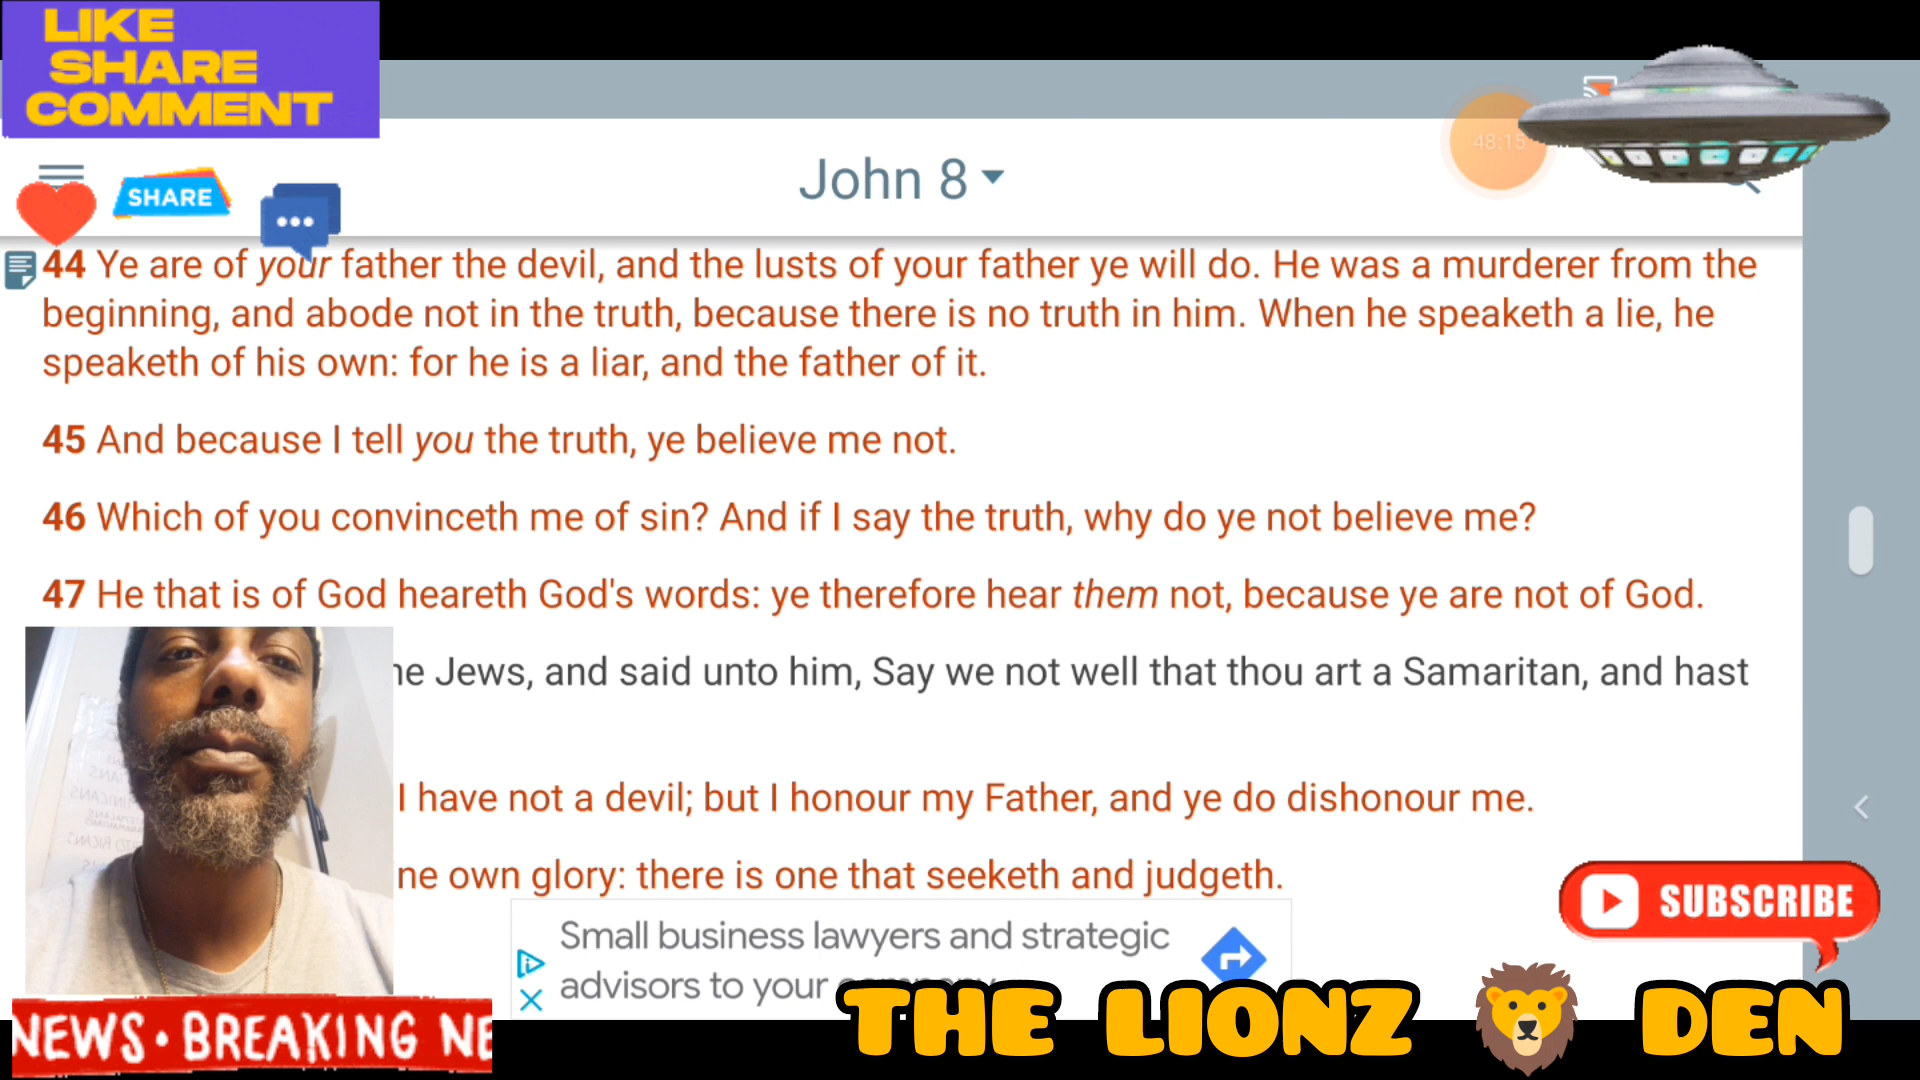 LIKE
SHARE
COMMENT
SHARE
48:15
John 8
44 Ye are of your father the devil, and the lusts of your father ye will do. He was a murderer from the
beginning, and abode not in the truth, because there is no truth in him. When he speaketh a lie, he
speaketh of his own: for he is a liar, and the father of it.
45 And because I tell you the truth, ye believe me not.
46 Which of you convinceth me of sin? And if I say the truth, why do ye not believe me?
47 He that is of God heareth God's words: ye therefore hear them not, because ye are not of God.
he Jews, and said unto him, Say we not well that thou art a Samaritan, and hast
I have not a devil; but I honour my Father, and ye do dishonour me.
ne own glory: there is one that seeketh and judgeth.
Small business lawyers and strategic
advisors to your
SUBSCRIBE
NEWS • BREAKING NE
THE LIONZ DEN